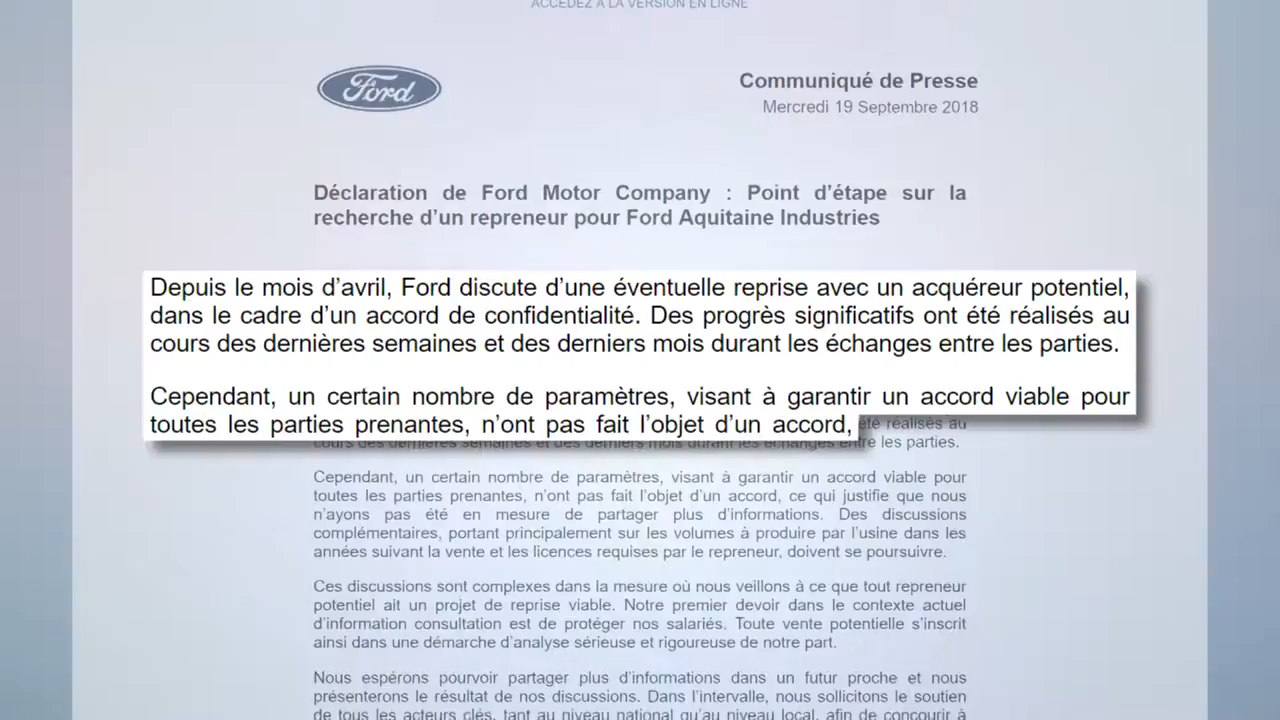 ACCÉDEZ À LA VERSION EN LIGNE
Ford
Communiqué de Presse
Mercredi 19 Septembre 2018
Déclaration de Ford Motor Company : Point d’étape sur la
recherche d’un repreneur pour Ford Aquitaine Industries
Depuis le mois d’avril, Ford discute d’une éventuelle reprise avec un acquéreur potentiel,
dans le cadre d’un accord de confidentialité. Des progrès significatifs ont été réalisés au
cours des dernières semaines et des derniers mois durant les échanges entre les parties.
Cependant, un certain nombre de paramètres, visant à garantir un accord viable pour
toutes les parties prenantes, n’ont pas fait l’objet d’un accord,
été réalisés au
cours des dernières semaines et des derniers mois durant les échanges entre les parties.
Cependant, un certain nombre de paramètres, visant à garantir un accord viable pour
toutes les parties prenantes, n’ont pas fait l’objet d’un accord, ce qui justifie que nous
n’ayons pas été en mesure de partager plus d’informations. Des discussions
complémentaires, portant principalement sur les volumes à produire par l’usine dans les
années suivant la vente et les licences requises par le repreneur, doivent se poursuivre.
Ces discussions sont complexes dans la mesure où nous veillons à ce que tout repreneur
potentiel ait un projet de reprise viable. Notre premier devoir dans le contexte actuel
d’information consultation est de protéger nos salariés. Toute vente potentielle s’inscrit
ainsi dans une démarche d’analyse sérieuse et rigoureuse de notre part.
Nous espérons pourvoir partager plus d’informations dans un futur proche et nous
présenterons le résultat de nos discussions. Dans l’intervalle, nous sollicitons le soutien
de tous les acteurs clés, tant au niveau national qu’au niveau local, afin de concourir à